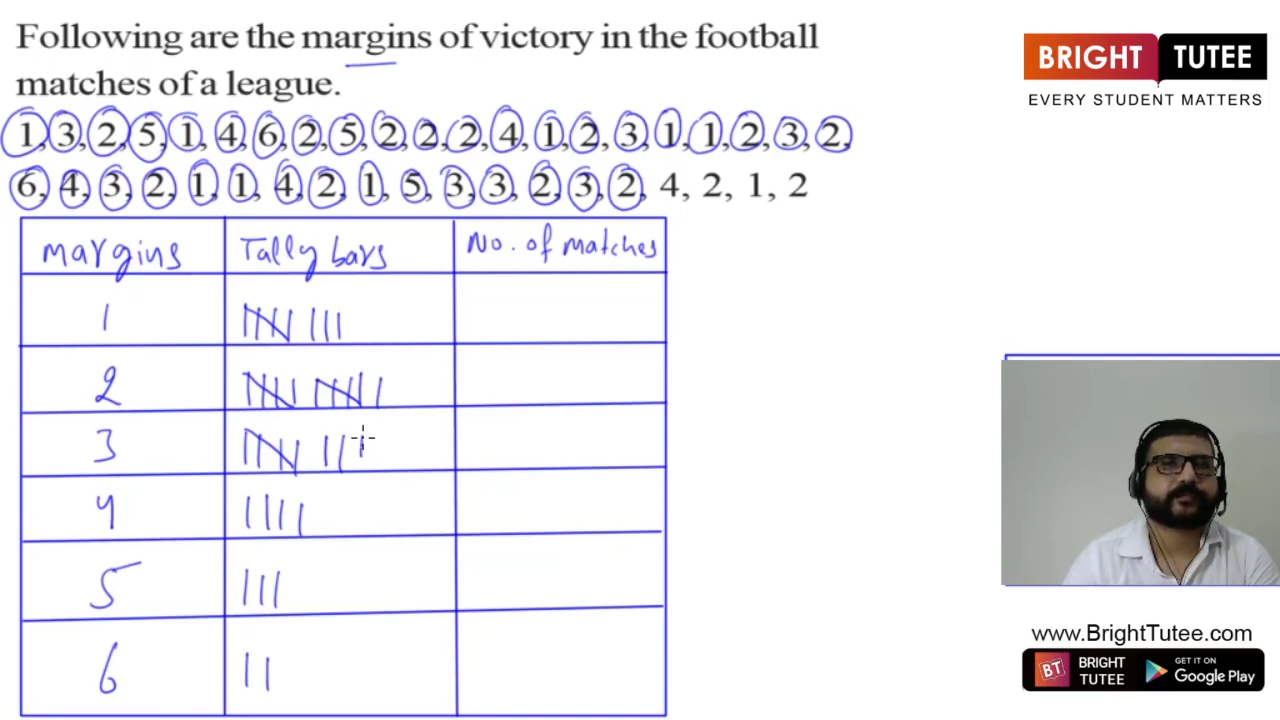 Following are the margins of victory in the football
matches of a league.
1, 3, 2, 5, 1, 4, 6, 2, 5, 2, 2, 2, 4, 1, 2, 3, 1, 1, 2, 3, 2,
6, 4, 3, 2, 1, 1, 4, 2, 1, 5, 3, 3, 2, 3, 2, 4, 2, 1, 2
Margins Tally bars No. of matches
1
2
3
4
5
6
BRIGHT TUTEE
EVERY STUDENT MATTERS
www.BrightTutee.com
BT BRIGHT TUTEE GET IT ON Google Play